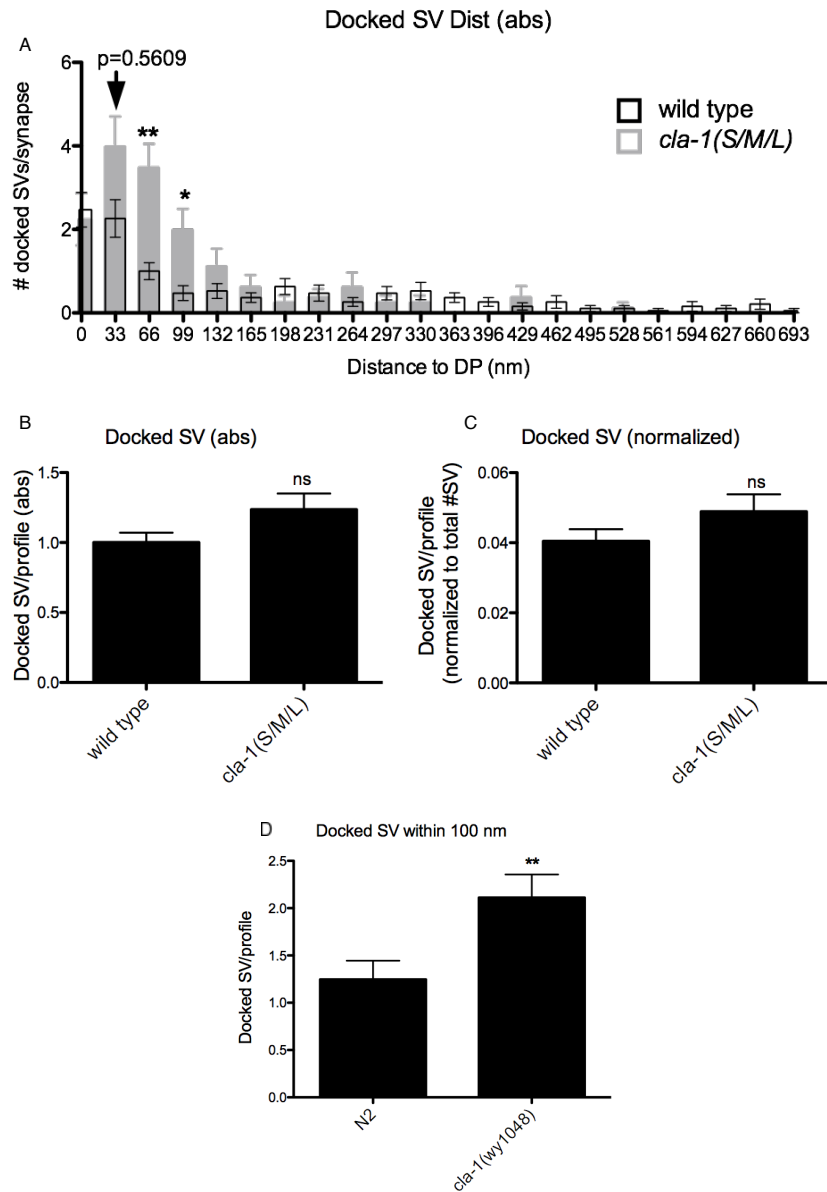 Docked SV Dist (abs)
A
p=0.5609
6
4
2
0
**
*
# docked SVs/synapse
wild type
cla-1(S/M/L)
0 33 66 99 132 165 198 231 264 297 330 363 396 429 462 495 528 561 594 627 660 693
Distance to DP (nm)
B
Docked SV (abs)
1.5
1.0
0.5
0.0
ns
Docked SV/profile (abs)
wild type
cla-1(S/M/L)
C
Docked SV (normalized)
0.06
0.04
0.02
0.00
ns
Docked SV/profile
(normalized to total #SV)
wild type
cla-1(S/M/L)
D
Docked SV within 100 nm
2.5
2.0
1.5
1.0
0.5
0.0
**
Docked SV/profile
N2
cla-1(wy1048)